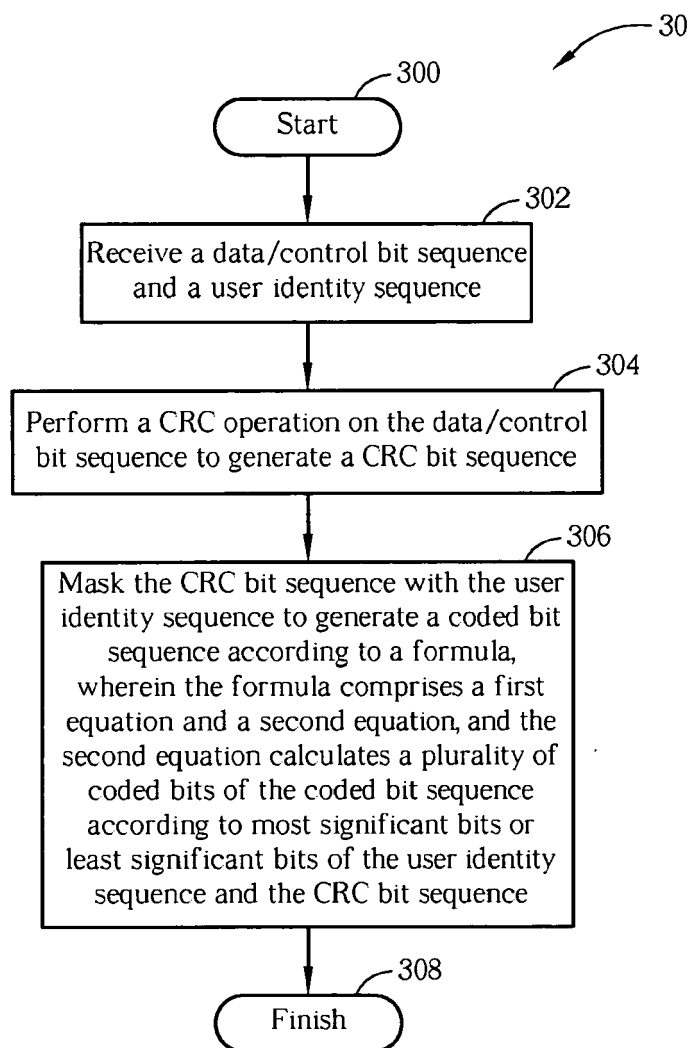 30
300
Start
302
Receive a data/control bit sequence
and a user identity sequence
304
Perform a CRC operation on the data/control
bit sequence to generate a CRC bit sequence
306
Mask the CRC bit sequence with the user
identity sequence to generate a coded bit
sequence according to a formula,
wherein the formula comprises a first
equation and a second equation, and the
second equation calculates a plurality of
coded bits of the coded bit sequence
according to most significant bits or
least significant bits of the user identity
sequence and the CRC bit sequence
308
Finish